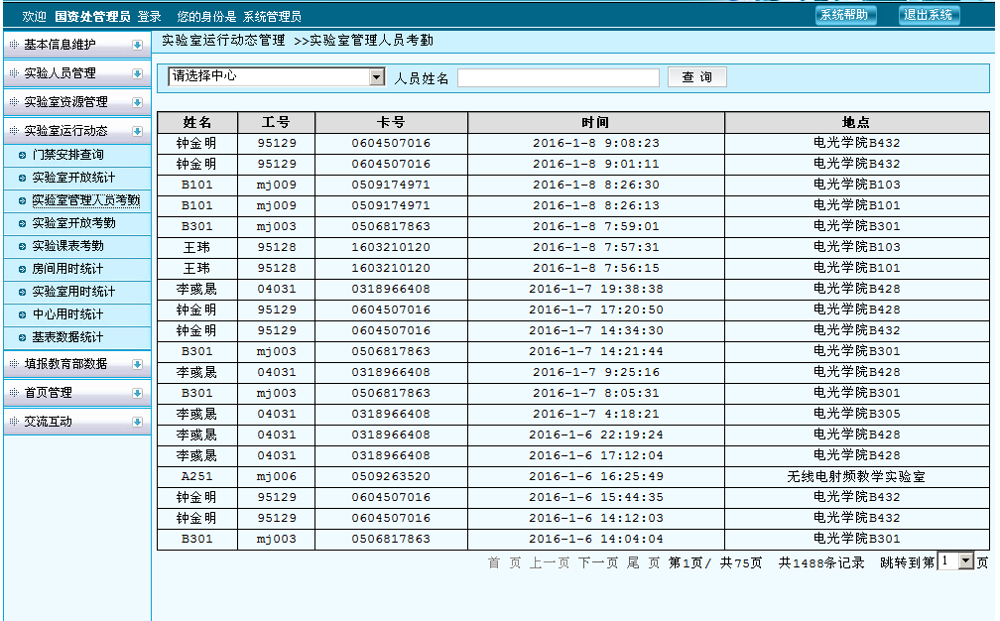 欢迎 国资处管理员 登录 您的身份是 系统管理员 系统帮助 退出系统
基本信息维护
实验人员管理
实验室资源管理
实验室运行动态
门禁安排查询
实验室开放统计
实验室管理人员考勤
实验室开放考勤
实验课表考勤
房间用时统计
实验室用时统计
中心用时统计
基表数据统计
填报教育部数据
首页管理
交流互动
实验室运行动态管理 >>实验室管理人员考勤
请选择中心 人员姓名 查 询
姓名 工号 卡号 时间 地点
钟金明 95129 0604507016 2016-1-8 9:08:23 电光学院B432
钟金明 95129 0604507016 2016-1-8 9:01:11 电光学院B432
B101 mj009 0509174971 2016-1-8 8:26:30 电光学院B103
B101 mj009 0509174971 2016-1-8 8:26:13 电光学院B101
B301 mj003 0506817863 2016-1-8 7:59:01 电光学院B301
王玮 95128 1603210120 2016-1-8 7:57:31 电光学院B103
王玮 95128 1603210120 2016-1-8 7:56:15 电光学院B101
李彧晟 04031 0318966408 2016-1-7 19:38:38 电光学院B428
钟金明 95129 0604507016 2016-1-7 17:20:50 电光学院B428
钟金明 95129 0604507016 2016-1-7 14:34:30 电光学院B432
B301 mj003 0506817863 2016-1-7 14:21:44 电光学院B301
李彧晟 04031 0318966408 2016-1-7 9:25:16 电光学院B428
B301 mj003 0506817863 2016-1-7 8:05:31 电光学院B301
李彧晟 04031 0318966408 2016-1-7 4:18:21 电光学院B305
李彧晟 04031 0318966408 2016-1-6 22:19:24 电光学院B428
李彧晟 04031 0318966408 2016-1-6 17:12:04 电光学院B428
A251 mj006 0509263520 2016-1-6 16:25:49 无线电射频教学实验室
钟金明 95129 0604507016 2016-1-6 15:44:35 电光学院B432
钟金明 95129 0604507016 2016-1-6 14:12:03 电光学院B432
B301 mj003 0506817863 2016-1-6 14:04:04 电光学院B301
首 页 上一页 下一页 尾 页 第1页/ 共75页 共1488条记录 跳转到第 1 页